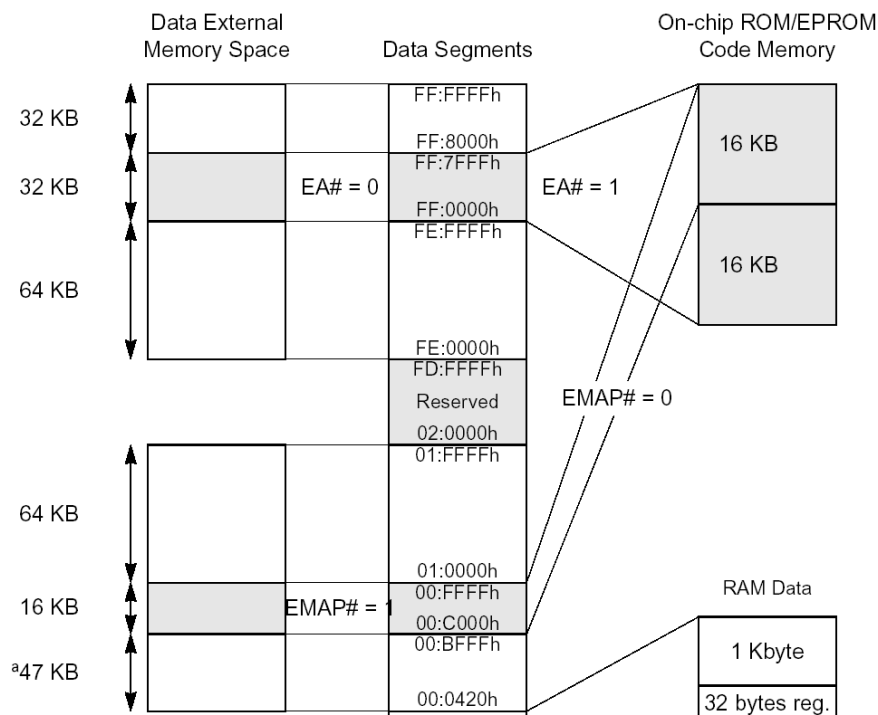 Data External
Memory Space
Data Segments
On-chip ROM/EPROM
Code Memory
32 KB
FF:FFFFh
FF:8000h
16 KB
32 KB
EA# = 0
FF:7FFFh
FF:0000h
EA# = 1
64 KB
FE:FFFFh
FE:0000h
16 KB
FD:FFFFh
Reserved
02:0000h
EMAP# = 0
64 KB
01:FFFFh
01:0000h
16 KB
EMAP# = 1
00:FFFFh
00:C000h
RAM Data
ª47 KB
00:BFFFh
00:0420h
1 Kbyte
32 bytes reg.